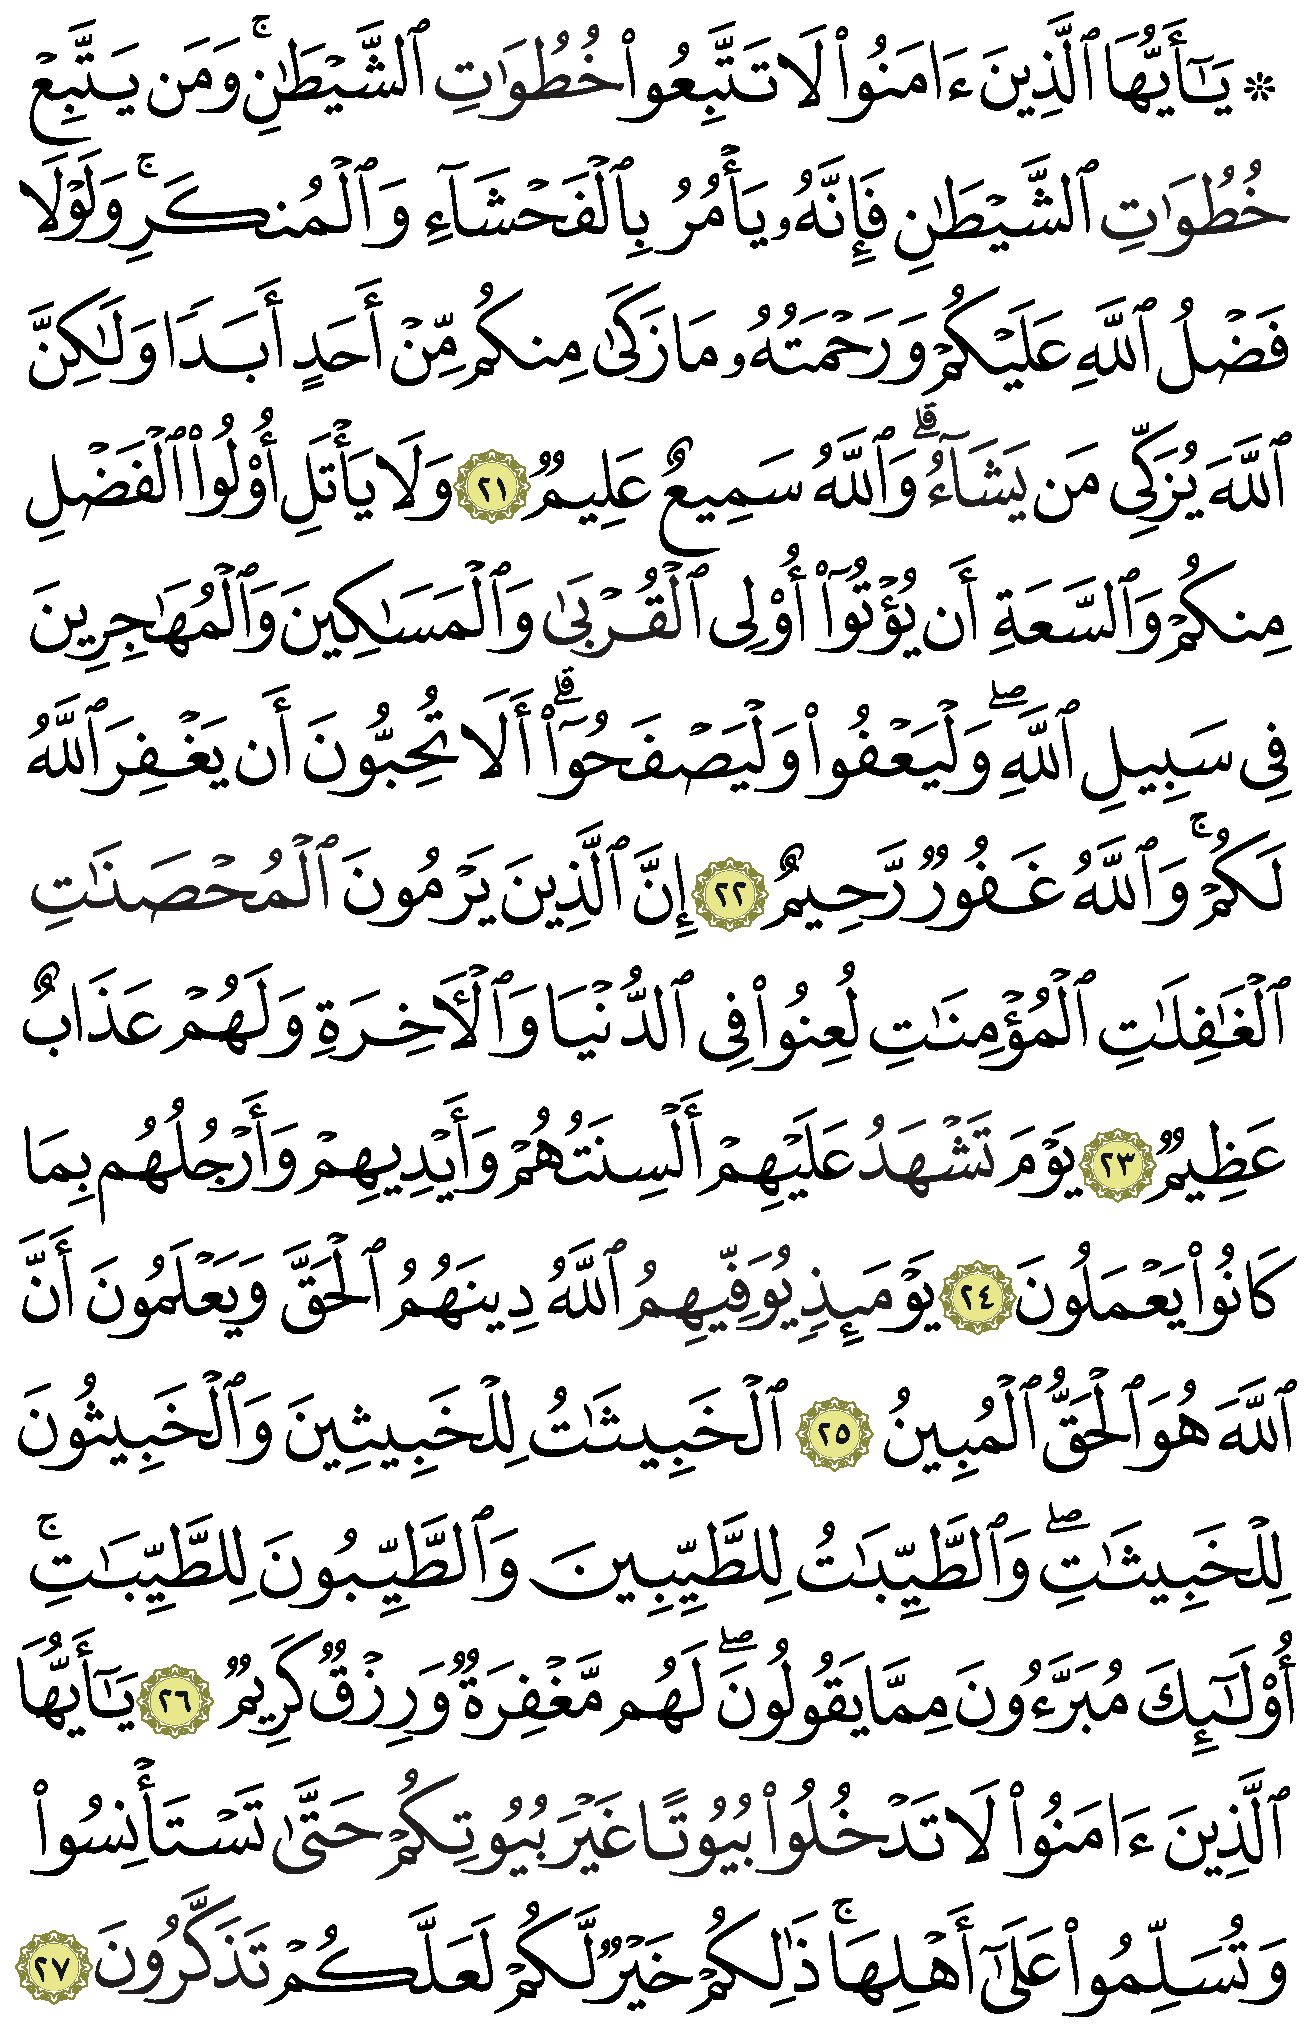 ۞ يَـٰٓأَيُّهَا ٱلَّذِينَ ءَامَنُوا۟ لَا تَتَّبِعُوا۟ خُطُوَٰتِ ٱلشَّيْطَـٰنِ ۚ وَمَن يَتَّبِعْ
خُطُوَٰتِ ٱلشَّيْطَـٰنِ فَإِنَّهُۥ يَأْمُرُ بِٱلْفَحْشَآءِ وَٱلْمُنكَرِ ۚ وَلَوْلَا
فَضْلُ ٱللَّهِ عَلَيْكُمْ وَرَحْمَتُهُۥ مَا زَكَىٰ مِنكُم مِّنْ أَحَدٍ أَبَدًا وَلَـٰكِنَّ
ٱللَّهَ يُزَكِّى مَن يَشَآءُ ۗ وَٱللَّهُ سَمِيعٌ عَلِيمٌ ٢١ وَلَا يَأْتَلِ أُو۟لُوا۟ ٱلْفَضْلِ
مِنكُمْ وَٱلسَّعَةِ أَن يُؤْتُوٓا۟ أُو۟لِى ٱلْقُرْبَىٰ وَٱلْمَسَـٰكِينَ وَٱلْمُهَـٰجِرِينَ
فِى سَبِيلِ ٱللَّهِ ۖ وَلْيَعْفُوا۟ وَلْيَصْفَحُوٓا۟ ۗ أَلَا تُحِبُّونَ أَن يَغْفِرَ ٱللَّهُ
لَكُمْ ۚ وَٱللَّهُ غَفُورٌ رَّحِيمٌ ٢٢ إِنَّ ٱلَّذِينَ يَرْمُونَ ٱلْمُحْصَنَـٰتِ
ٱلْغَـٰفِلَـٰتِ ٱلْمُؤْمِنَـٰتِ لُعِنُوا۟ فِى ٱلدُّنْيَا وَٱلْـَٔاخِرَةِ وَلَهُمْ عَذَابٌ
عَظِيمٌ ٢٣ يَوْمَ تَشْهَدُ عَلَيْهِمْ أَلْسِنَتُهُمْ وَأَيْدِيهِمْ وَأَرْجُلُهُم بِمَا
كَانُوا۟ يَعْمَلُونَ ٢٤ يَوْمَئِذٍ يُوَفِّيهِمُ ٱللَّهُ دِينَهُمُ ٱلْحَقَّ وَيَعْلَمُونَ أَنَّ
ٱللَّهَ هُوَ ٱلْحَقُّ ٱلْمُبِينُ ٢٥ ٱلْخَبِيثَـٰتُ لِلْخَبِيثِينَ وَٱلْخَبِيثُونَ
لِلْخَبِيثَـٰتِ ۖ وَٱلطَّيِّبَـٰتُ لِلطَّيِّبِينَ وَٱلطَّيِّبُونَ لِلطَّيِّبَـٰتِ ۚ
أُو۟لَـٰٓئِكَ مُبَرَّءُونَ مِمَّا يَقُولُونَ ۖ لَهُم مَّغْفِرَةٌ وَرِزْقٌ كَرِيمٌ ٢٦ يَـٰٓأَيُّهَا
ٱلَّذِينَ ءَامَنُوا۟ لَا تَدْخُلُوا۟ بُيُوتًا غَيْرَ بُيُوتِكُمْ حَتَّىٰ تَسْتَأْنِسُوا۟
وَتُسَلِّمُوا۟ عَلَىٰٓ أَهْلِهَا ۚ ذَٰلِكُمْ خَيْرٌ لَّكُمْ لَعَلَّكُمْ تَذَكَّرُونَ ٢٧